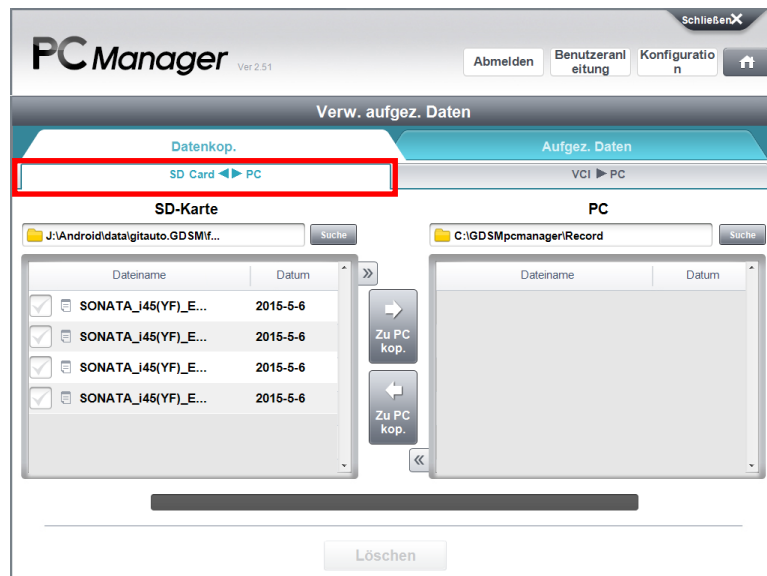 Schließen
PC Manager Ver 2.51
Abmelden
Benutzeranl
eitung
Konfiguratio
n
Verw. aufgez. Daten
Datenkop.
Aufgez. Daten
SD Card ◀▶ PC
VCI ▶ PC
SD-Karte
PC
J:\Android\data\gitauto.GDSM\f...
Suche
C:\GDSMpcmanager\Record
Suche
Dateiname Datum
Dateiname Datum
SONATA_i45(YF)_E... 2015-5-6
SONATA_i45(YF)_E... 2015-5-6
SONATA_i45(YF)_E... 2015-5-6
SONATA_i45(YF)_E... 2015-5-6
Zu PC
kop.
Zu PC
kop.
Löschen